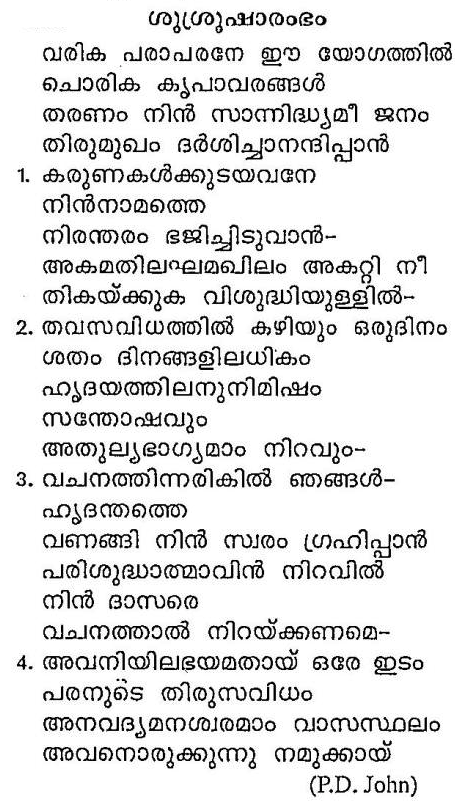 ശുശ്രൂഷാരംഭം
വരിക പരാപരനേ ഈ യോഗത്തിൽ
ചൊരിക കൃപാവരങ്ങൾ
തരണം നിൻ സാന്നിദ്ധ്യമീ ജനം
തിരുമുഖം ദർശിച്ചാനന്ദിപ്പാൻ
1. കരുണകൾക്കുടയവനേ
നിൻനാമത്തെ
നിരന്തരം ഭജിച്ചിടുവാൻ-
അകമതിലഘമഖിലം അകറ്റി നീ
തികയ്ക്കുക വിശുദ്ധിയുള്ളിൽ-
2. തവസവിധത്തിൽ കഴിയും ഒരുദിനം
ശതം ദിനങ്ങളിലധികം
ഹൃദയത്തിലനുനിമിഷം
സന്തോഷവും
അതുല്യഭാഗ്യമാം നിറവും-
3. വചനത്തിന്നരികിൽ ഞങ്ങൾ-
ഹൃദന്തത്തെ
വണങ്ങി നിൻ സ്വരം ഗ്രഹിപ്പാൻ
പരിശുദ്ധാത്മാവിൻ നിറവിൽ
നിൻ ദാസരെ
വചനത്താൽ നിറയ്ക്കണമെ-
4. അവനിയിലഭയമതായ് ഒരേ ഇടം
പരനുടെ തിരുസവിധം
അനവദ്യമനശ്വരമാം വാസസ്ഥലം
അവനൊരുക്കുന്നു നമുക്കായ്
(P.D. John)